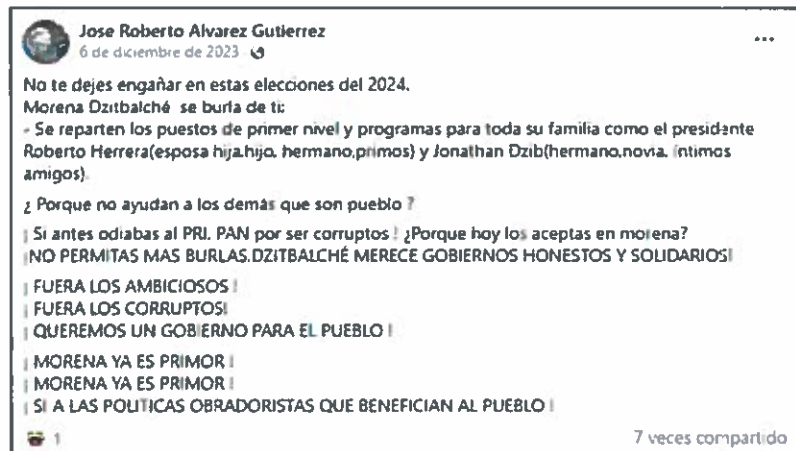 Jose Roberto Alvarez Gutierrez
6 de diciembre de 2023
...
No te dejes engañar en estas elecciones del 2024.
Morena Dzitbalché se burla de ti:
- Se reparten los puestos de primer nivel y programas para toda su familia como el presidente
Roberto Herrera(esposa hija.hijo, hermano,primos) y Jonathan Dzib(hermano,novia, íntimos
amigos).
¿ Porque no ayudan a los demás que son pueblo ?
¡ Si antes odiabas al PRI, PAN por ser corruptos ! ¿Porque hoy los aceptas en morena?
¡NO PERMITAS MAS BURLAS.DZITBALCHÉ MERECE GOBIERNOS HONESTOS Y SOLIDARIOS!
¡ FUERA LOS AMBICIOSOS !
¡ FUERA LOS CORRUPTOS!
¡ QUEREMOS UN GOBIERNO PARA EL PUEBLO !
¡ MORENA YA ES PRIMOR !
¡ MORENA YA ES PRIMOR !
¡ SI A LAS POLITICAS OBRADORISTAS QUE BENEFICIAN AL PUEBLO !
1
7 veces compartido